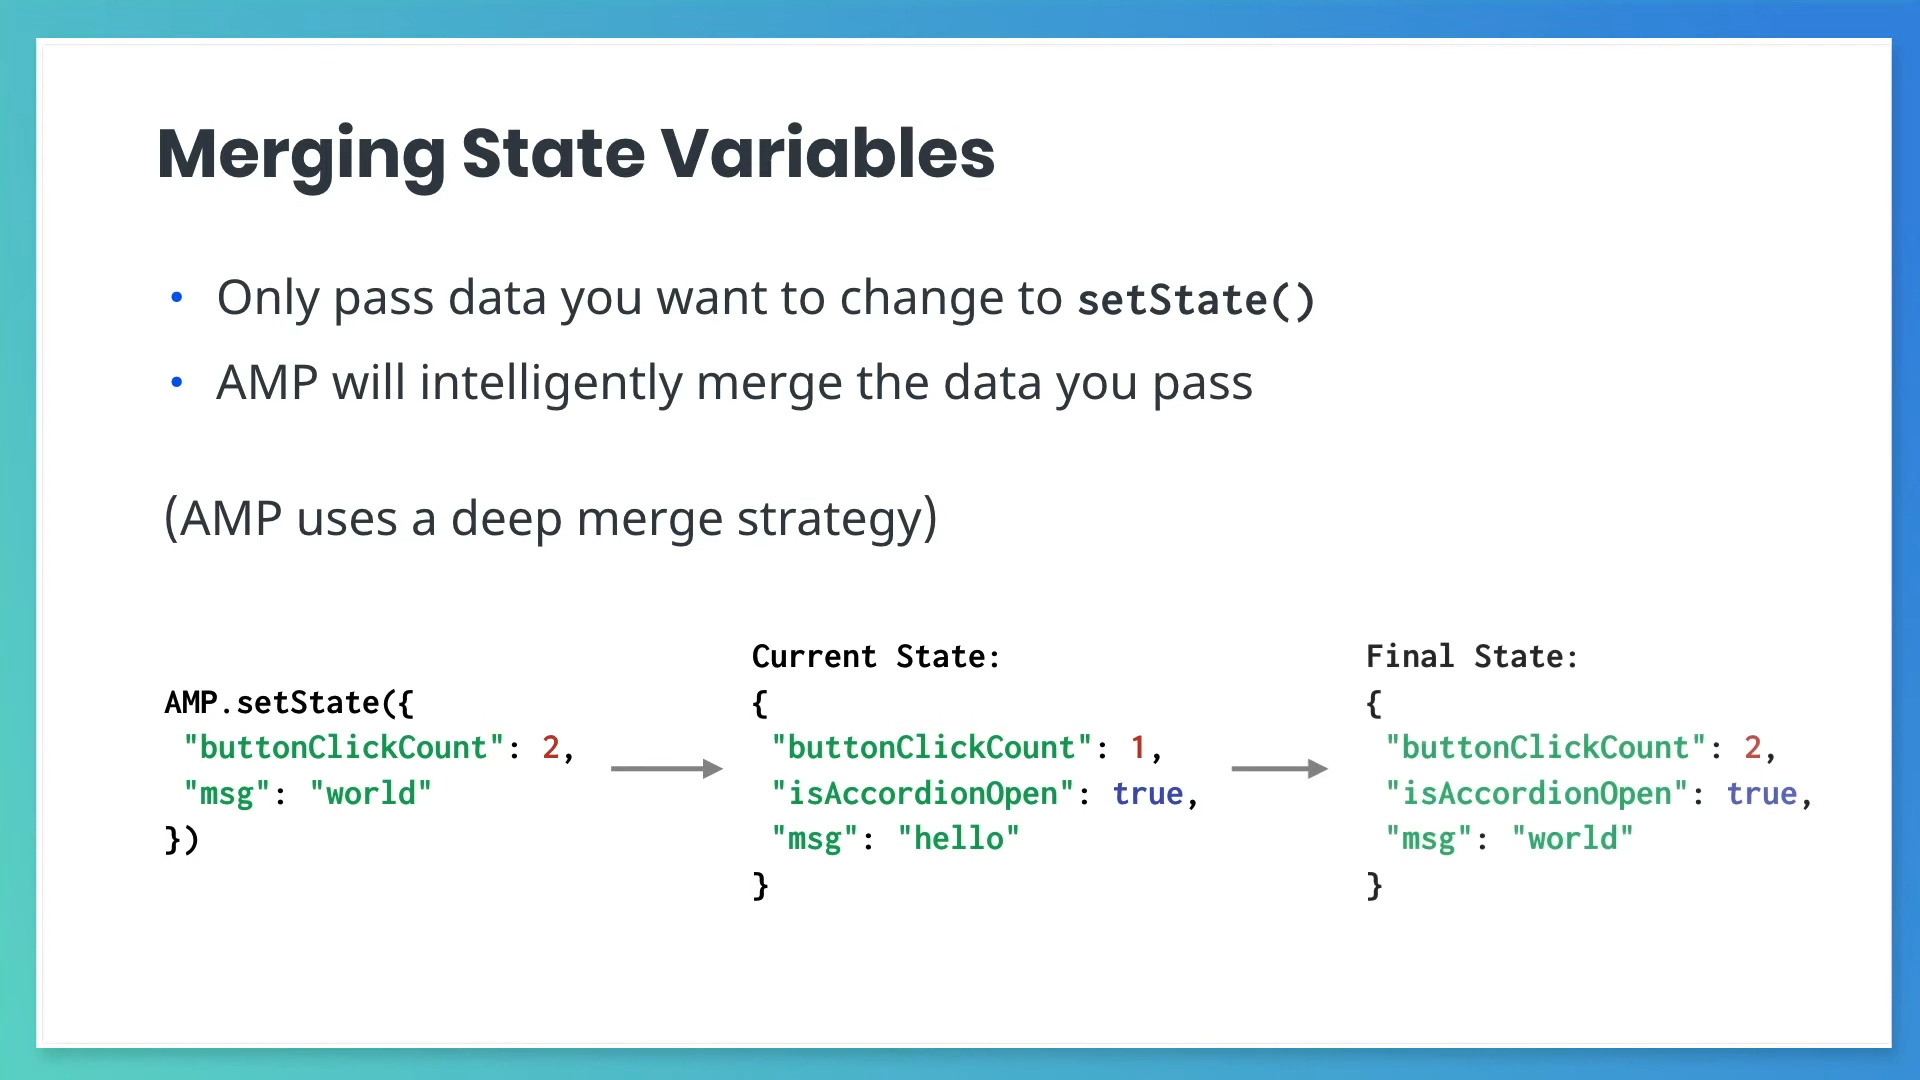 Merging State Variables
• Only pass data you want to change to setState()
• AMP will intelligently merge the data you pass
(AMP uses a deep merge strategy)
AMP.setState({
"buttonClickCount": 2,
"msg": "world"
})
Current State:
{
"buttonClickCount": 1,
"isAccordionOpen": true,
"msg": "hello"
}
Final State:
{
"buttonClickCount": 2,
"isAccordionOpen": true,
"msg": "world"
}